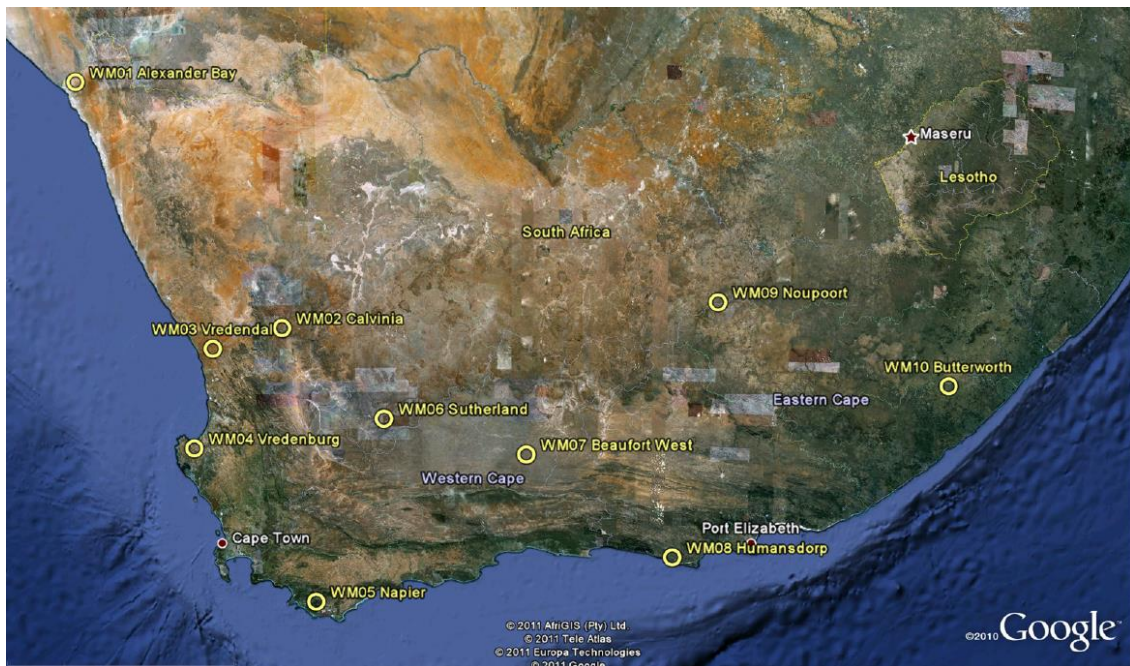 WM01 Alexander Bay
Maseru
Lesotho
South Africa
WM09 Noupoort
WM02 Calvinia
WM03 Vredendal
WM10 Butterworth
Eastern Cape
WM06 Sutherland
WM04 Vredenburg
WM07 Beaufort West
Western Cape
Port Elizabeth
Cape Town
WM08 Humansdorp
WM05 Napier
© 2011 AfriGIS (Pty) Ltd.
© 2011 Tele Atlas
© 2011 Europa Technologies
© 2011 Google
©2010 Google™